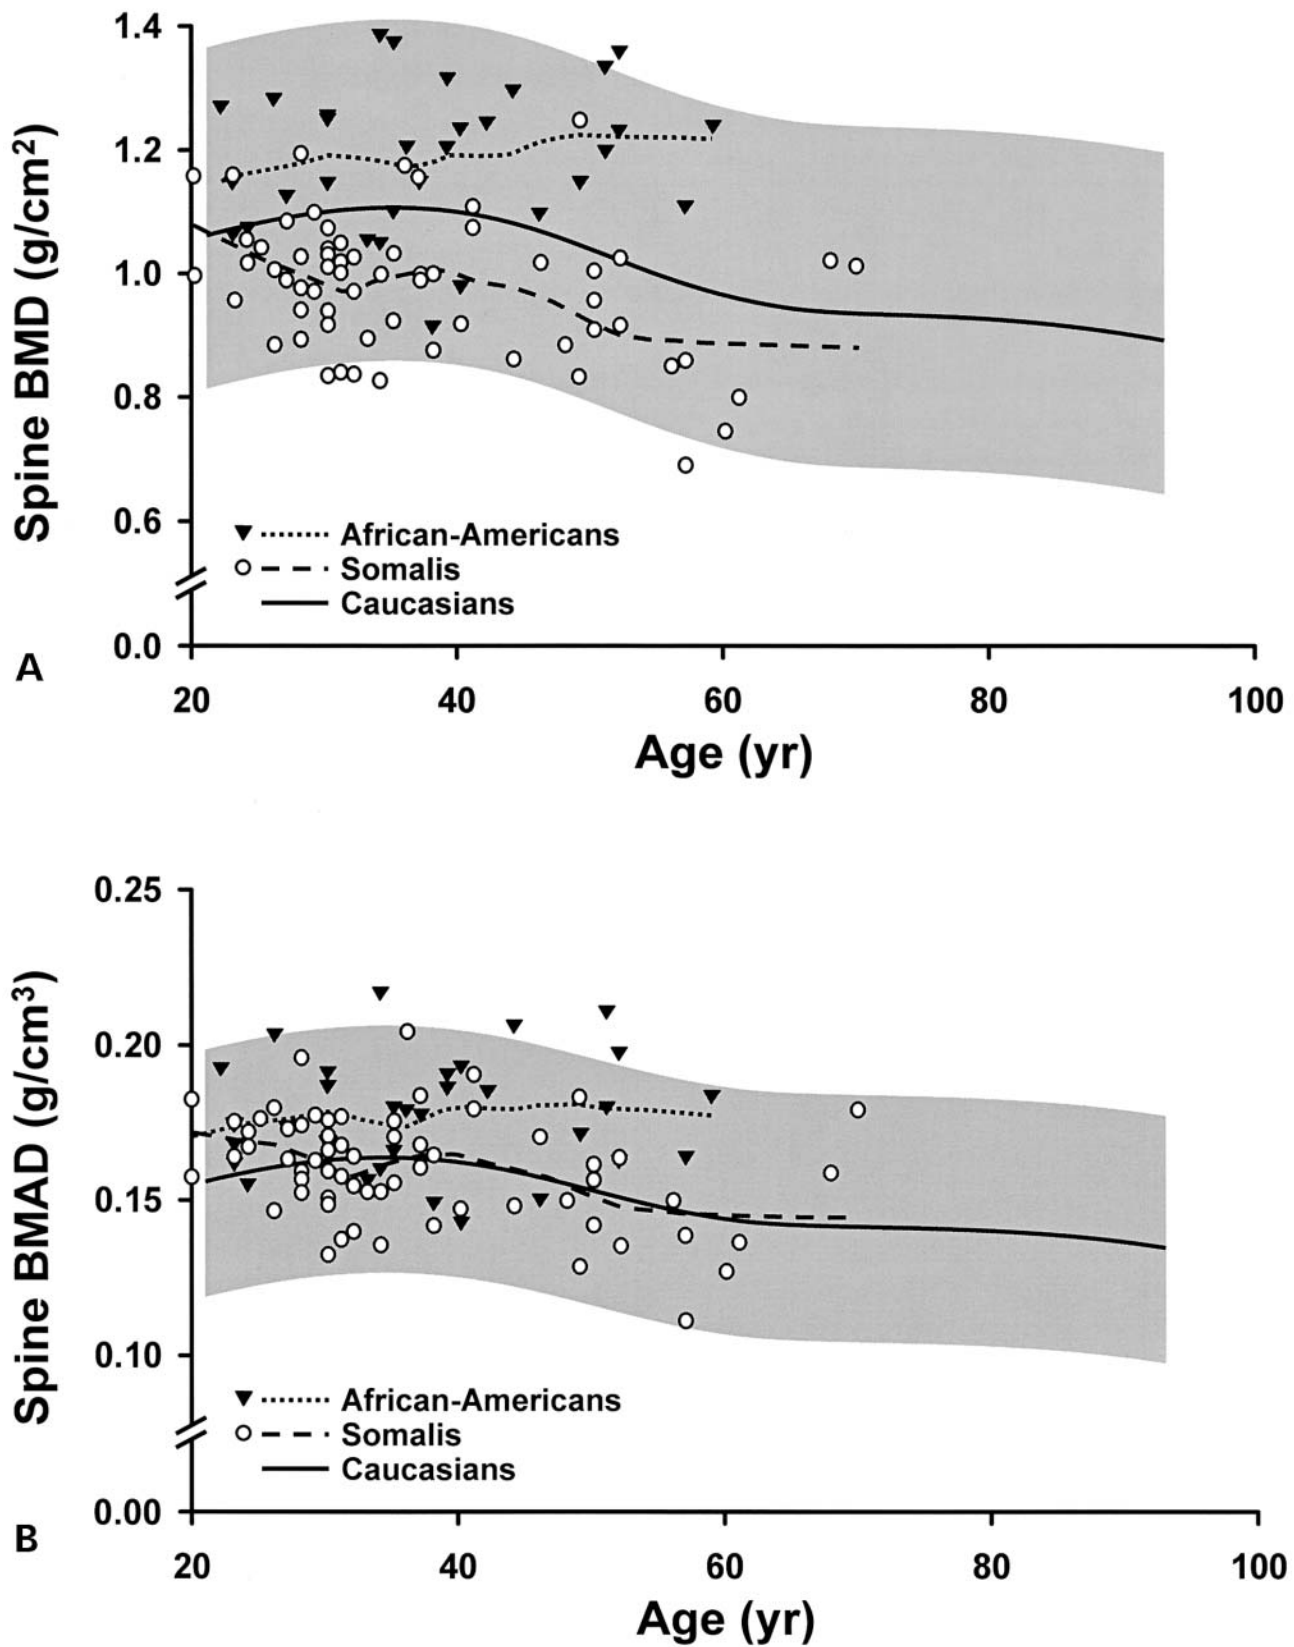 1.4
1.2
1.0
0.8
0.6
0.0
Spine BMD (g/cm²)
African-Americans
Somalis
Caucasians
A
20 40 60 80 100
Age (yr)
0.25
0.20
0.15
0.10
0.00
Spine BMAD (g/cm³)
African-Americans
Somalis
Caucasians
B
20 40 60 80 100
Age (yr)